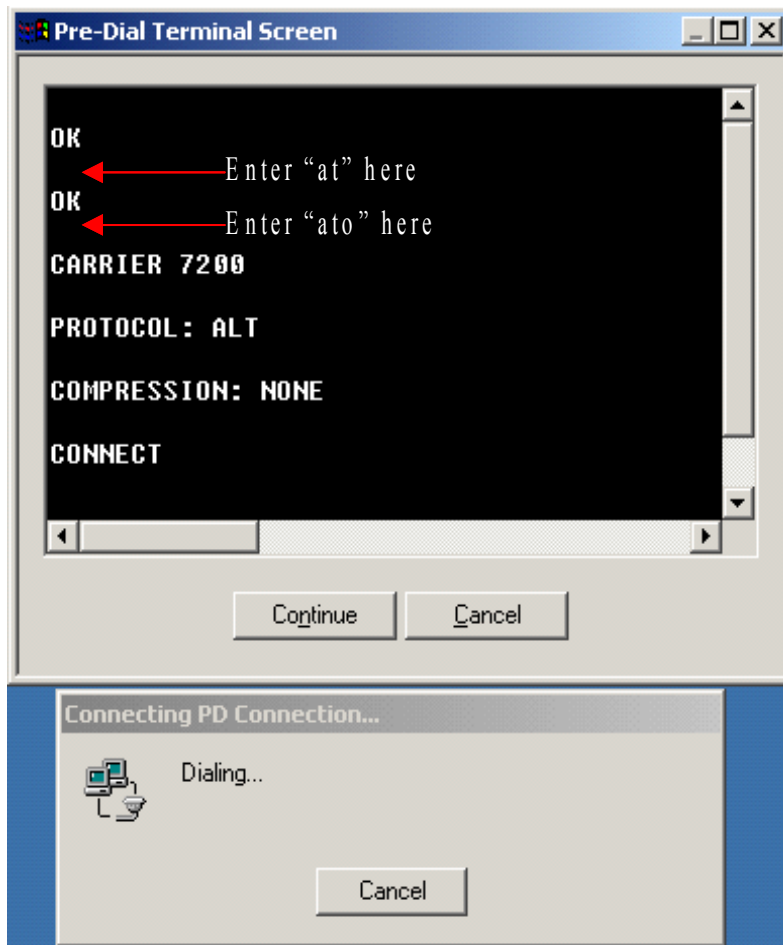 Pre-Dial Terminal Screen
OK
Enter “at” here
OK
Enter “ato” here
CARRIER 7200
PROTOCOL: ALT
COMPRESSION: NONE
CONNECT
Continue Cancel
Connecting PD Connection...
Dialing...
Cancel